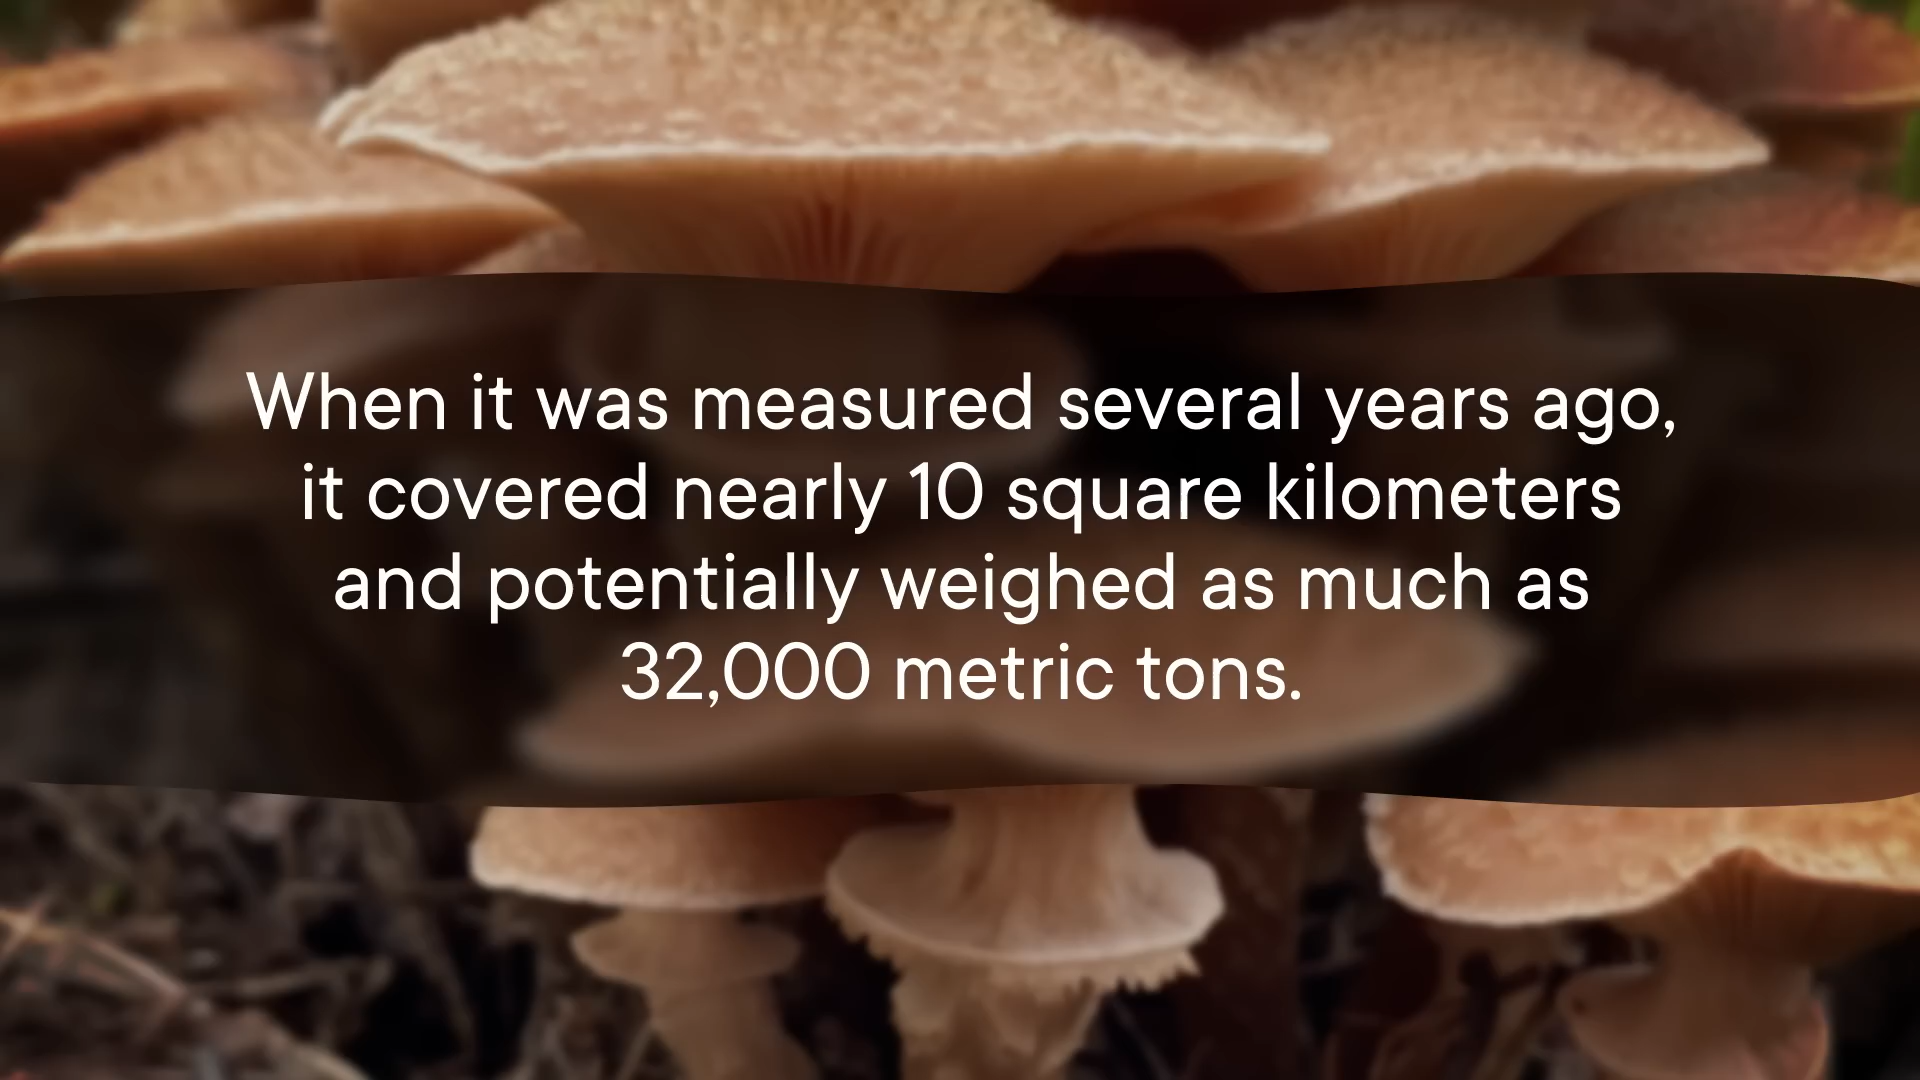 When it was measured several years ago,
it covered nearly 10 square kilometers
and potentially weighed as much as
32,000 metric tons.